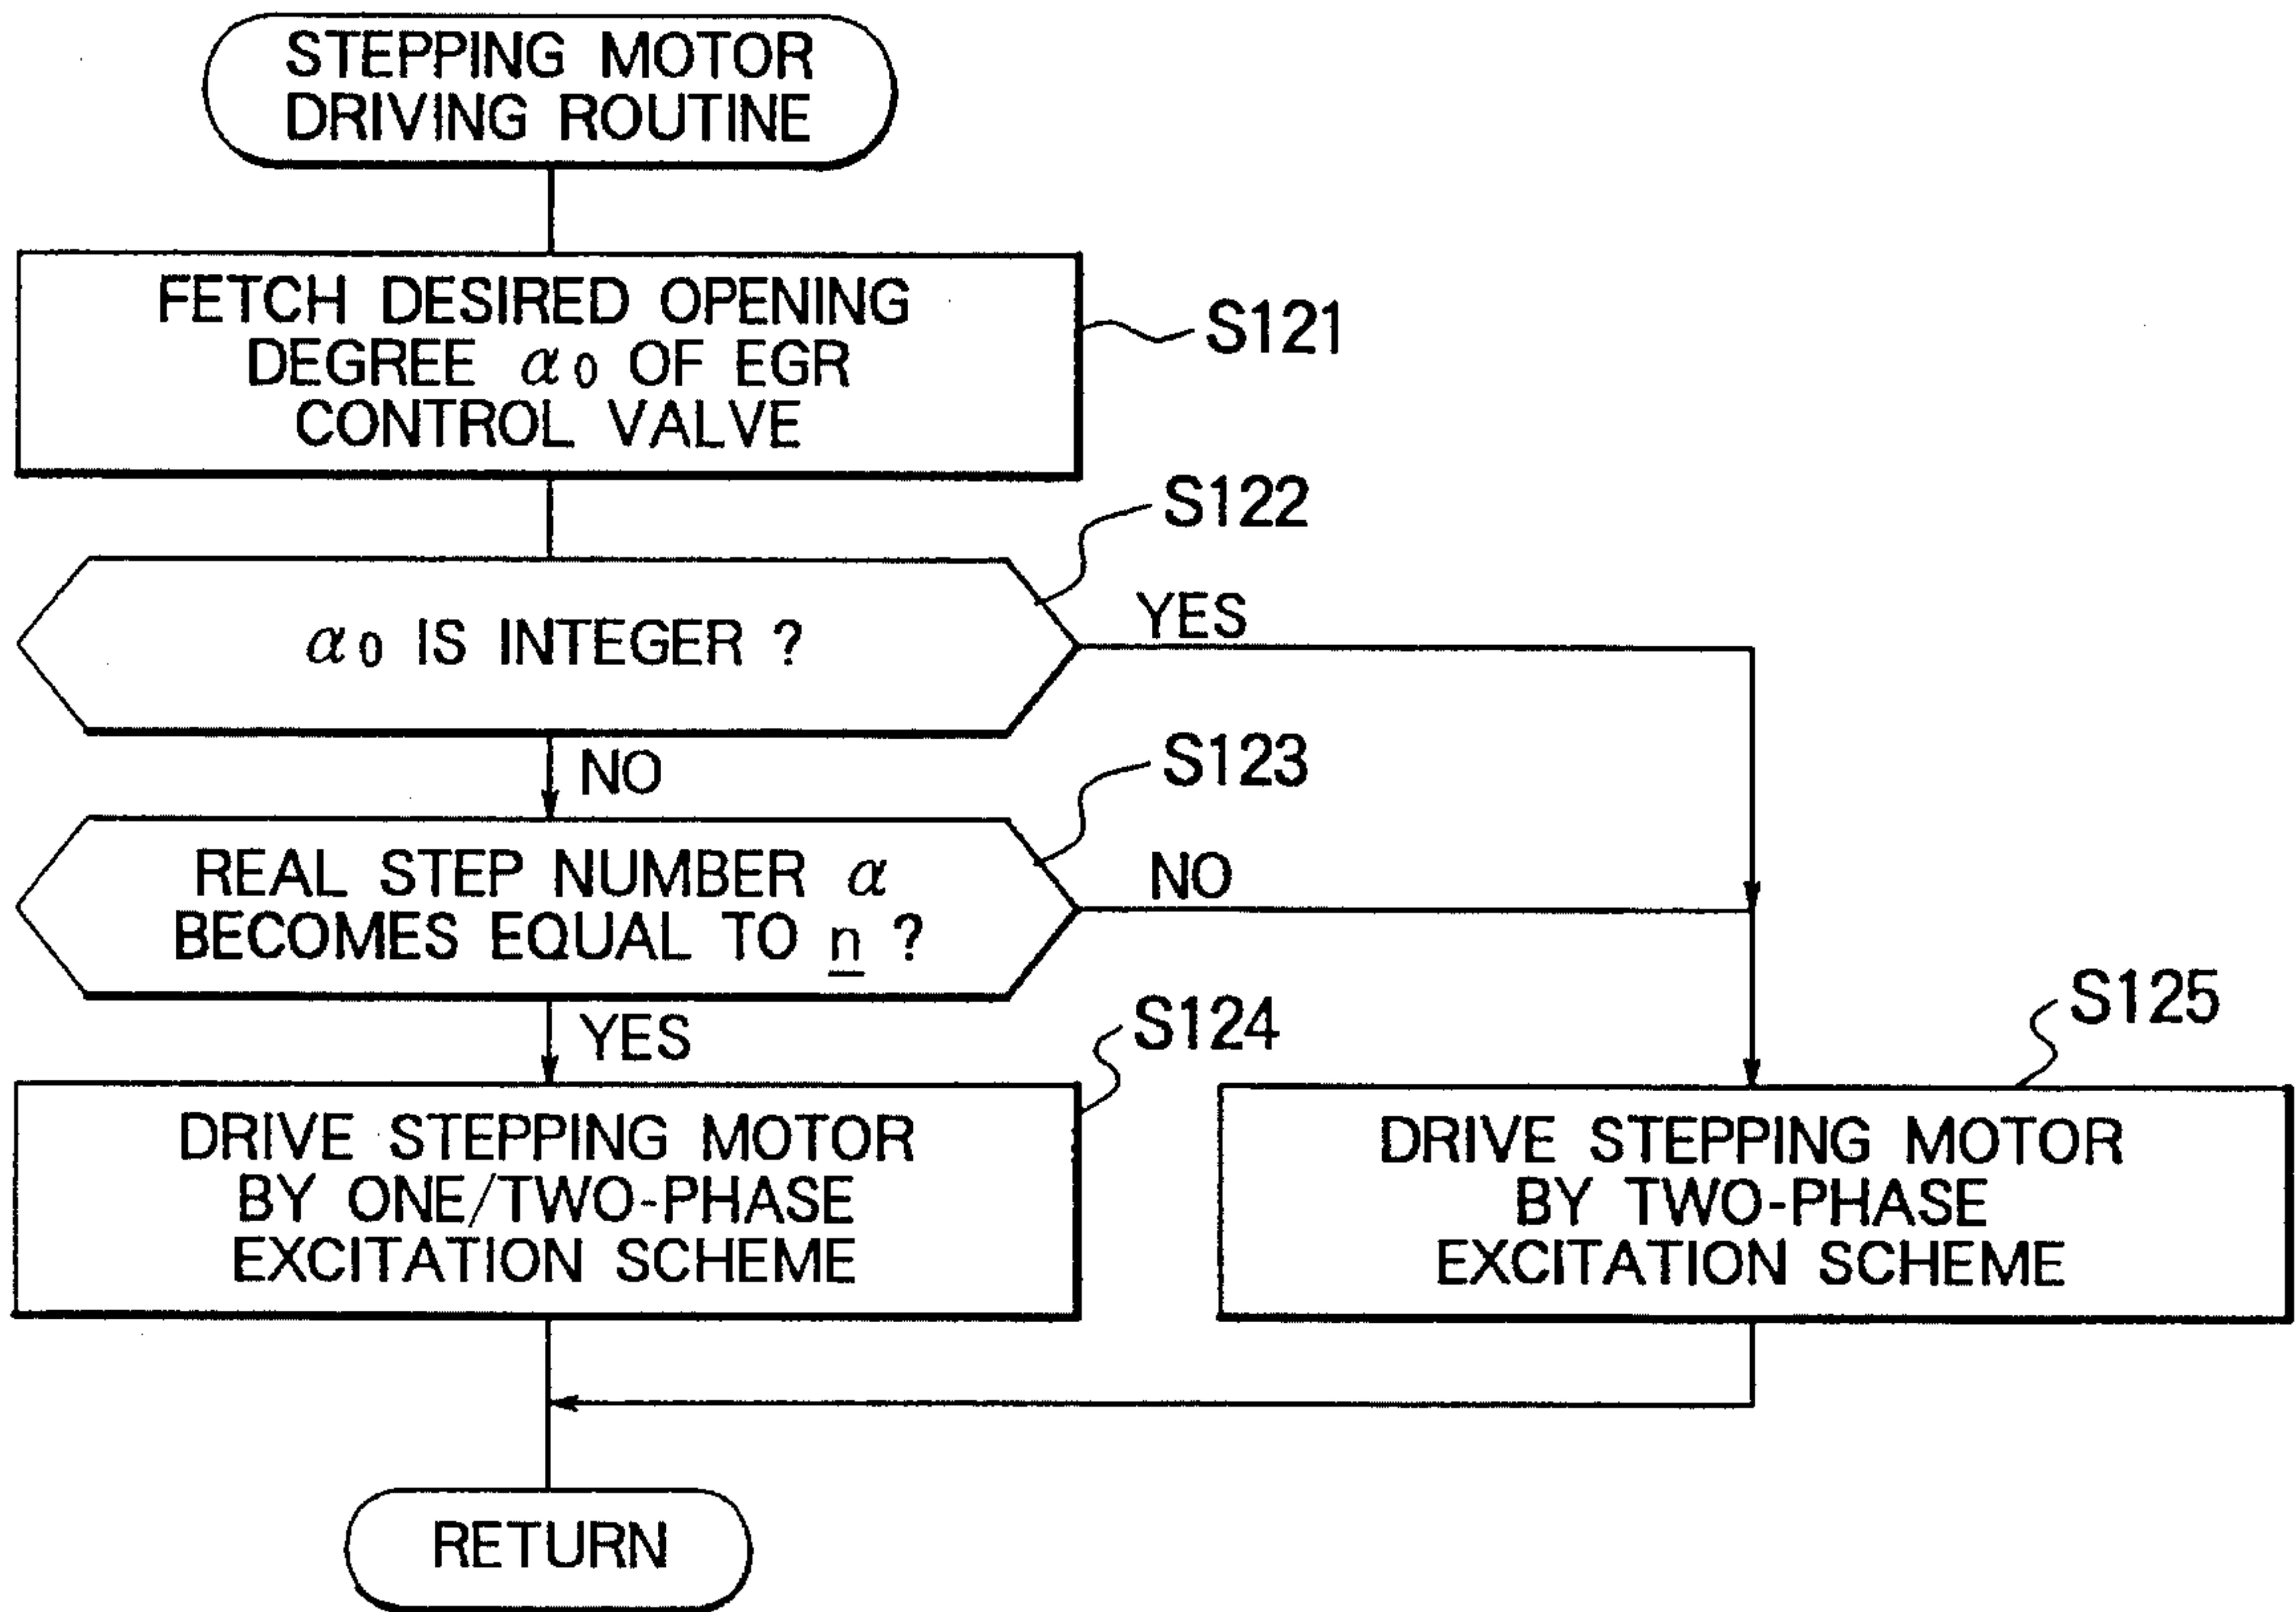 STEPPING MOTOR
DRIVING ROUTINE
FETCH DESIRED OPENING
DEGREE α0 OF EGR
CONTROL VALVE
S121
S122
α0 IS INTEGER ?
YES
NO
S123
REAL STEP NUMBER α
BECOMES EQUAL TO n ?
NO
YES
S124
S125
DRIVE STEPPING MOTOR
BY ONE/TWO-PHASE
EXCITATION SCHEME
DRIVE STEPPING MOTOR
BY TWO-PHASE
EXCITATION SCHEME
RETURN